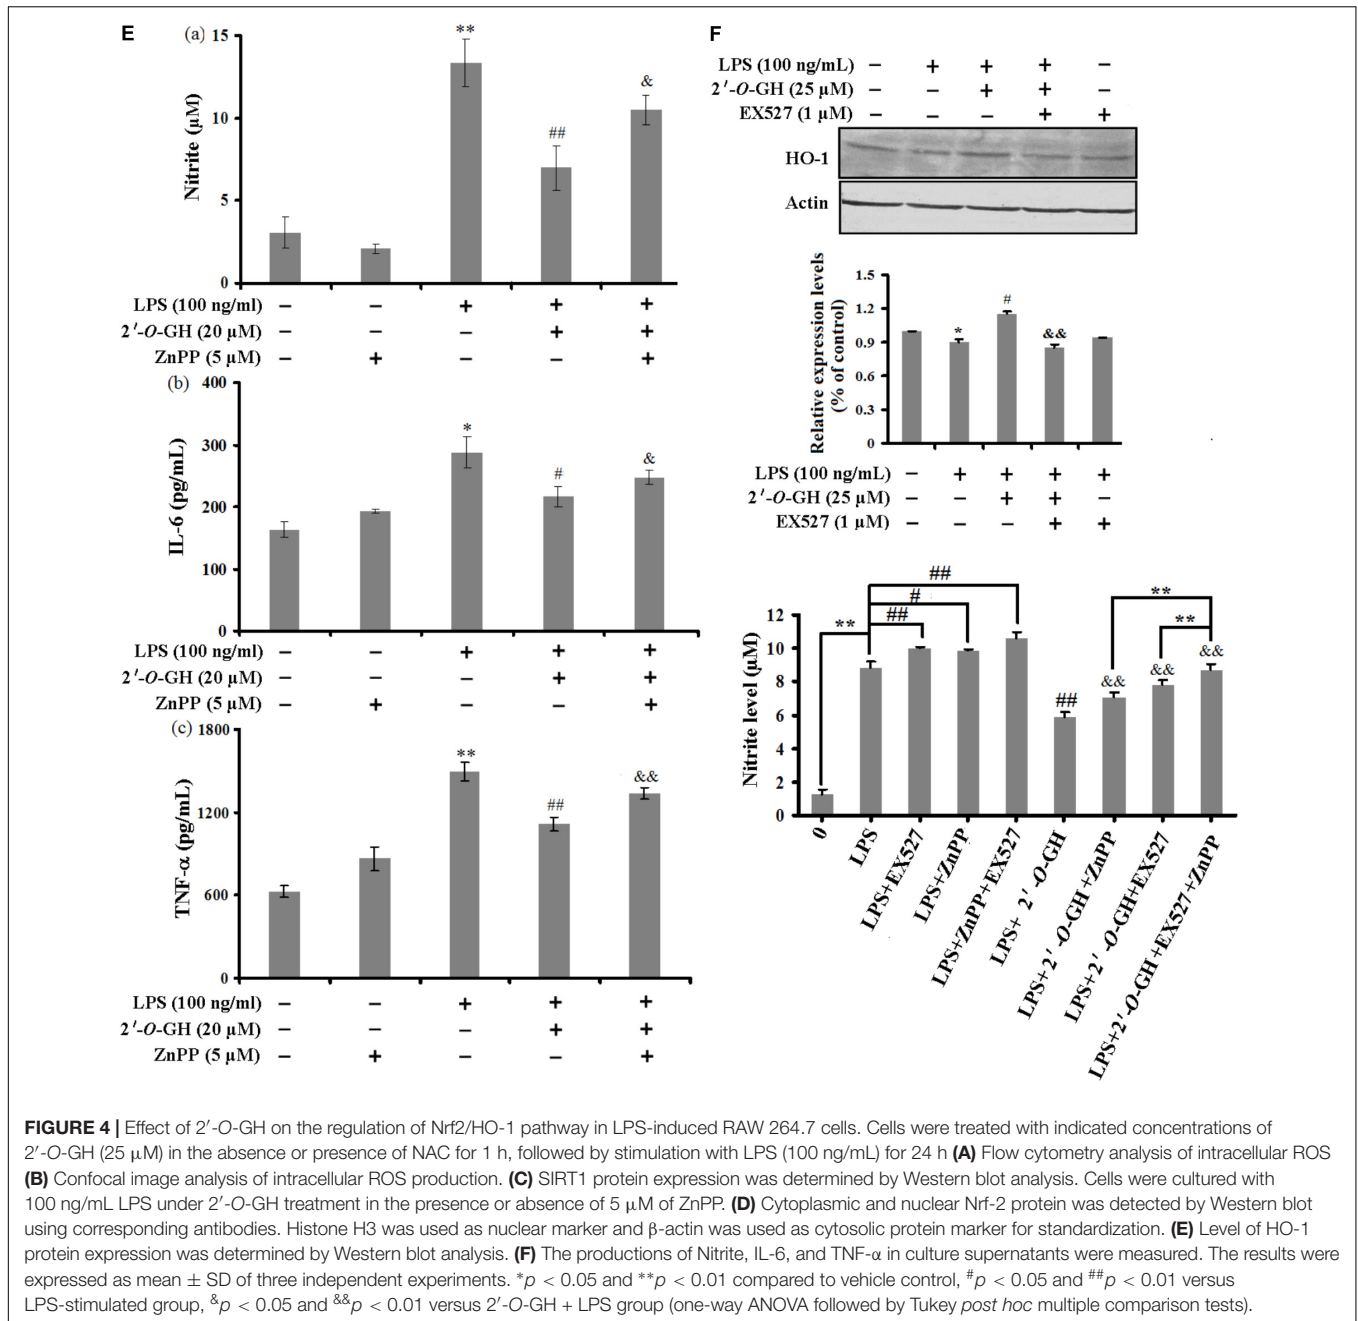 E
(a)
**
15
&
10
##
Nitrite (µM)
5
0
LPS (100 ng/ml) – – + + +
2′-O-GH (20 µM) – – – + +
ZnPP (5 µM) – + – – +
(b)
400
*
300
#
&
200
IL-6 (pg/mL)
100
0
LPS (100 ng/mL) – – + + +
2′-O-GH (20 µM) – – – + +
ZnPP (5 µM) – + – – +
(c)
1800
**
&&
1200
##
TNF-α (pg/mL)
600
0
LPS (100 ng/ml) – – + + +
2′-O-GH (20 µM) – – – + +
ZnPP (5 µM) – + – – +
F
LPS (100 ng/mL) – + + + –
2′-O-GH (25 µM) – – + + –
EX527 (1 µM) – – – + +
HO-1
Actin
Relative expression levels
(% of control)
1.5
1.2
0.9
0.6
0.3
0
* # &&
LPS (100 ng/mL) – + + + +
2′-O-GH (25 µM) – – + + –
EX527 (1 µM) – – – + +
##
#
**
##
**
**
##
&&
&&
&&
Nitrite level (µM)
12
10
8
6
4
2
0
0
LPS
LPS+EX527
LPS+ZnPP
LPS+ZnPP+EX527
LPS+ 2′-O-GH
LPS+2′-O-GH+ZnPP
LPS+2′-O-GH+EX527
LPS+2′-O-GH+EX527+ZnPP
FIGURE 4 | Effect of 2′-O-GH on the regulation of Nrf2/HO-1 pathway in LPS-induced RAW 264.7 cells. Cells were treated with indicated concentrations of
2′-O-GH (25 µM) in the absence or presence of NAC for 1 h, followed by stimulation with LPS (100 ng/mL) for 24 h (A) Flow cytometry analysis of intracellular ROS
(B) Confocal image analysis of intracellular ROS production. (C) SIRT1 protein expression was determined by Western blot analysis. Cells were cultured with
100 ng/mL LPS under 2′-O-GH treatment in the presence or absence of 5 µM of ZnPP. (D) Cytoplasmic and nuclear Nrf-2 protein was detected by Western blot
using corresponding antibodies. Histone H3 was used as nuclear marker and β-actin was used as cytosolic protein marker for standardization. (E) Level of HO-1
protein expression was determined by Western blot analysis. (F) The productions of Nitrite, IL-6, and TNF-α in culture supernatants were measured. The results were
expressed as mean ± SD of three independent experiments. *p < 0.05 and **p < 0.01 compared to vehicle control, #p < 0.05 and ##p < 0.01 versus
LPS-stimulated group, &p < 0.05 and &&p < 0.01 versus 2′-O-GH + LPS group (one-way ANOVA followed by Tukey post hoc multiple comparison tests).